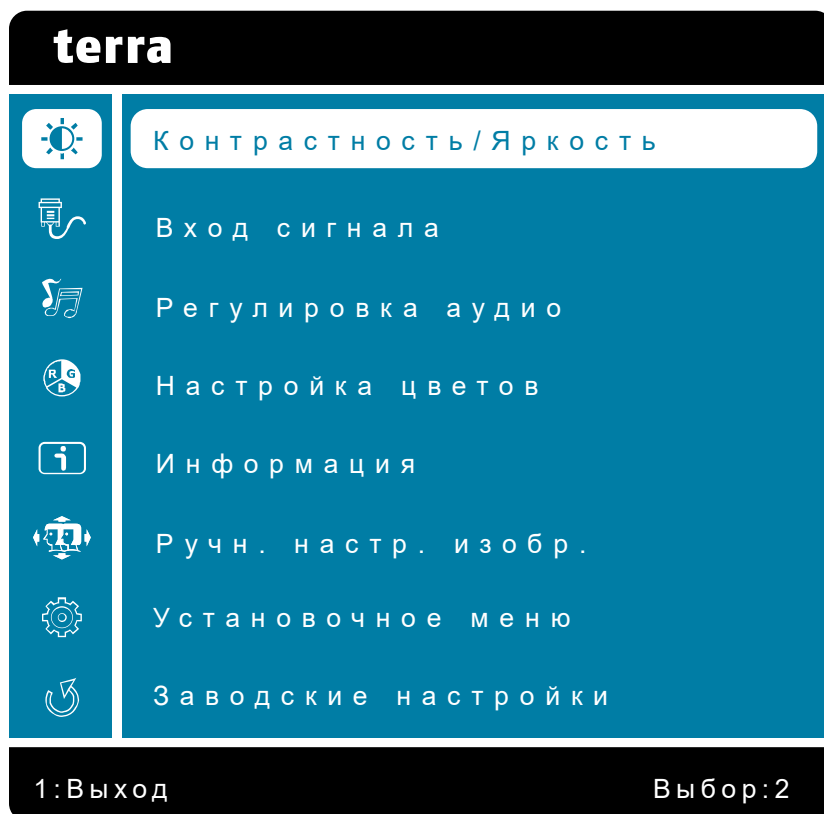 terra
Контрастность/Яркость
Вход сигнала
Регулировка аудио
R G
B
Настройка цветов
Информация
Ручн. настр. изобр.
Установочное меню
Заводские настройки
1:Выход Выбор:2